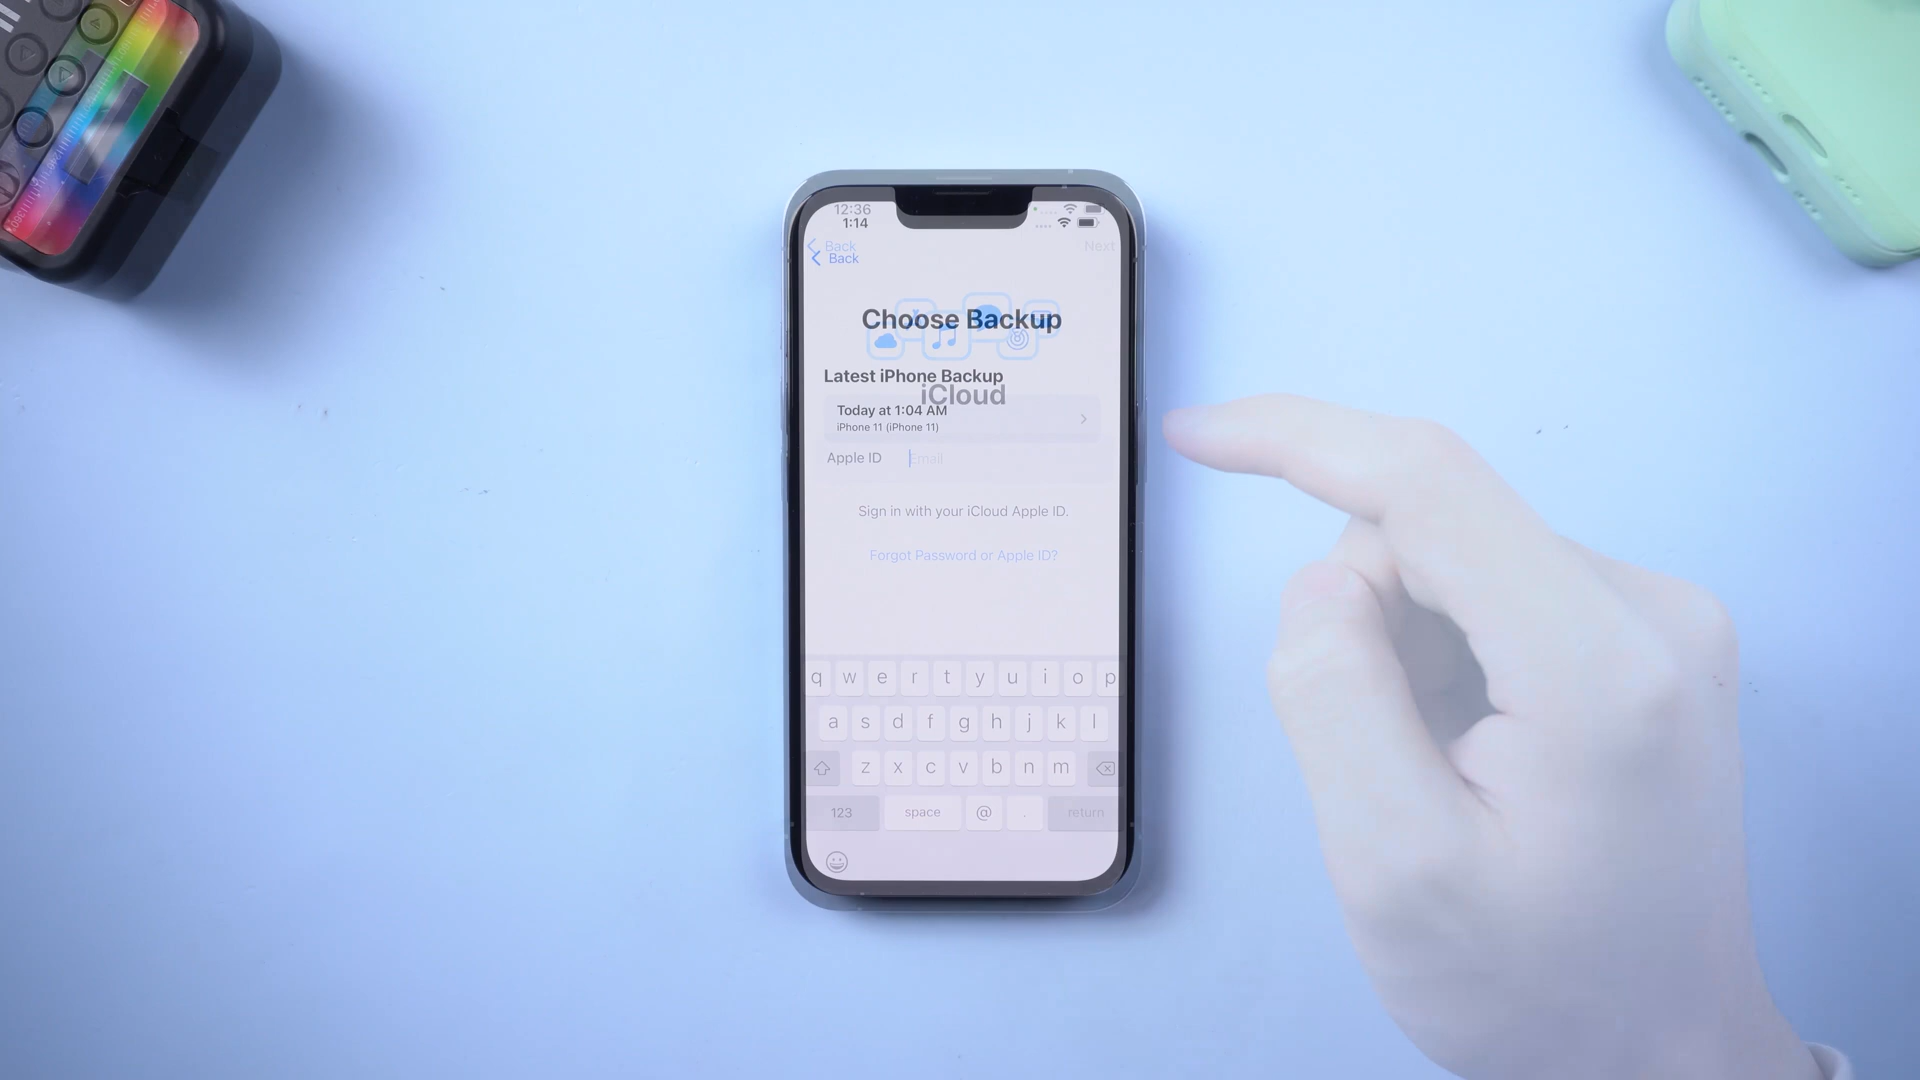 12:36
1:14
Back
Next
Back
Choose Backup
Latest iPhone Backup
iCloud
Today at 1:04 AM
iPhone 11 (iPhone 11)
Apple ID
Email
Sign in with your iCloud Apple ID.
Forgot Password or Apple ID?
q w e r t y u i o p
a s d f g h j k l
z x c v b n m
123 space @ . return